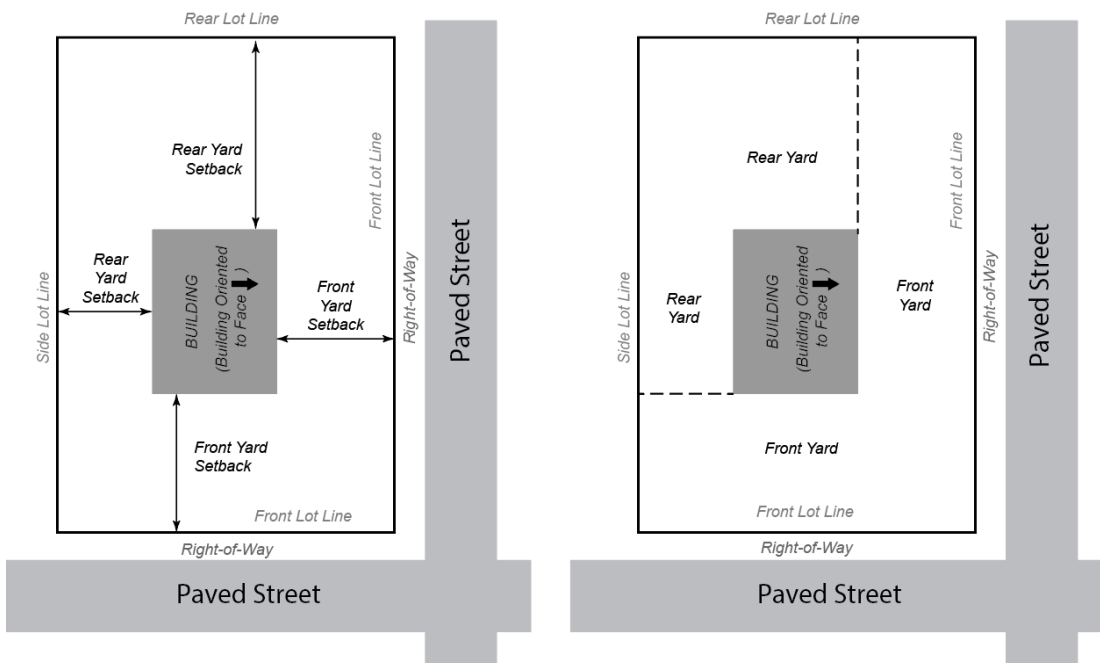 Rear Lot Line
Rear Yard
Setback
Front Lot Line
Side Lot Line
Rear
Yard
Setback
BUILDING
(Building Oriented
to Face )
Front
Yard
Setback
Right-of-Way
Paved Street
Front Yard
Setback
Front Lot Line
Right-of-Way
Paved Street
Rear Lot Line
Rear Yard
Front Lot Line
Side Lot Line
Rear
Yard
BUILDING
(Building Oriented
to Face )
Front
Yard
Right-of-Way
Paved Street
Front Yard
Front Lot Line
Right-of-Way
Paved Street